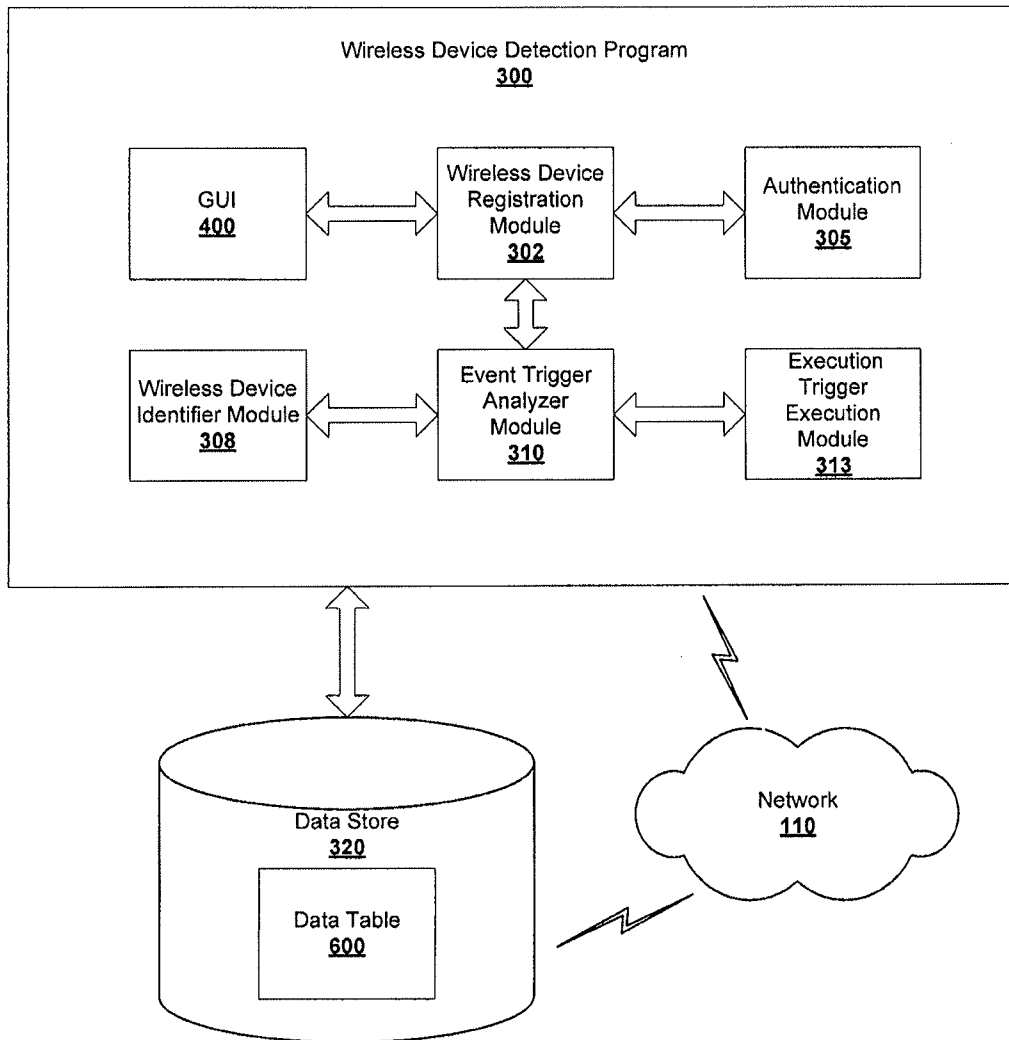 Wireless Device Detection Program
300
GUI
400
Wireless Device
Registration
Module
302
Authentication
Module
305
Wireless Device
Identifier Module
308
Event Trigger
Analyzer
Module
310
Execution
Trigger
Execution
Module
313
Data Store
320
Data Table
600
Network
110